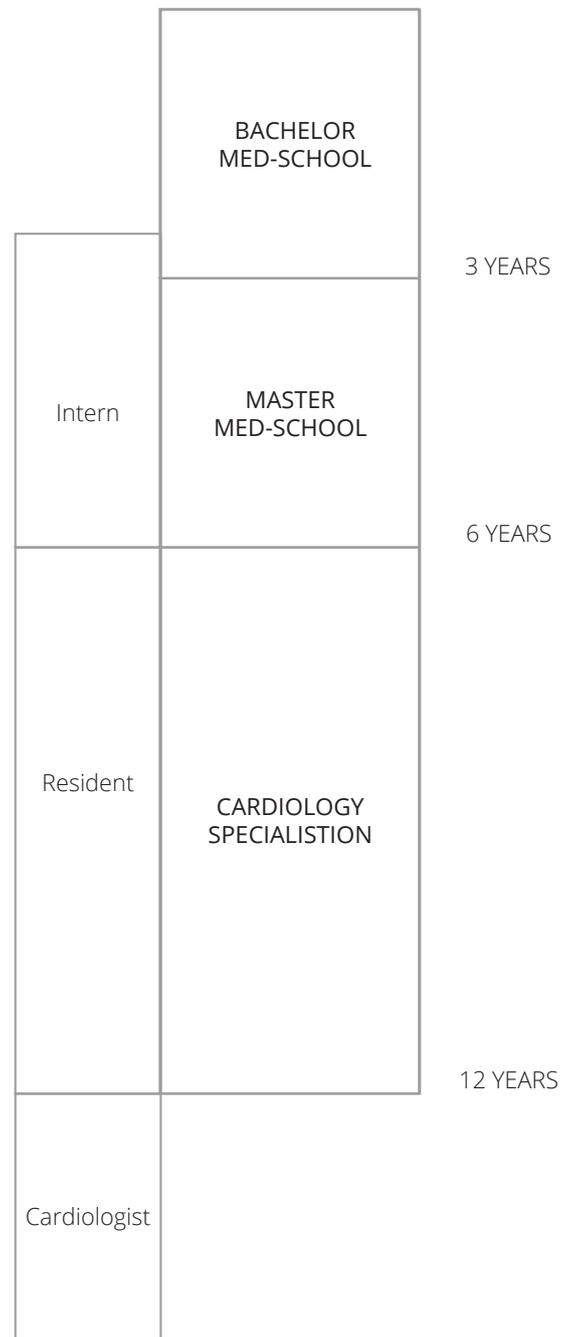 BACHELOR
MED-SCHOOL
3 YEARS
Intern
MASTER
MED-SCHOOL
6 YEARS
Resident
CARDIOLOGY
SPECIALISTION
12 YEARS
Cardiologist